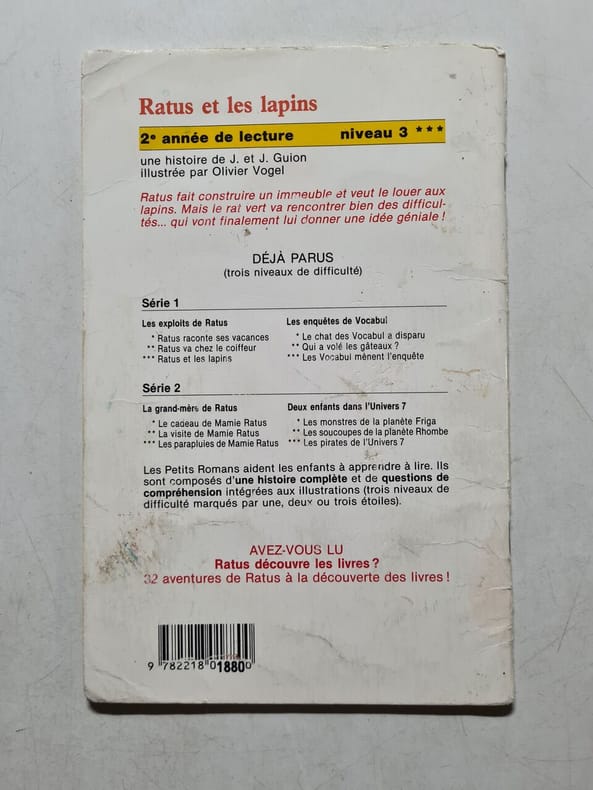 Ratus et les lapins
2e année de lecture niveau 3 ***
une histoire de J. et J. Guion
illustrée par Olivier Vogel
Ratus fait construire un immeuble et veut le louer aux
lapins. Mais le rat vert va rencontrer bien des difficul-
tés... qui vont finalement lui donner une idée géniale !
DÉJÀ PARUS
(trois niveaux de difficulté)
Série 1
Les exploits de Ratus
* Ratus raconte ses vacances
** Ratus va chez le coiffeur
*** Ratus et les lapins
Les enquêtes de Vocabul
* Le chat des Vocabul a disparu
** Qui a volé les gâteaux ?
*** Les Vocabul mènent l'enquête
Série 2
La grand-mère de Ratus
* Le cadeau de Mamie Ratus
** La visite de Mamie Ratus
*** Les parapluies de Mamie Ratus
Deux enfants dans l'Univers 7
* Les monstres de la planète Friga
** Les soucoupes de la planète Rhombe
*** Les pirates de l'Univers 7
Les Petits Romans aident les enfants à apprendre à lire. Ils
sont composés d'une histoire complète et de questions de
compréhension intégrées aux illustrations (trois niveaux de
difficulté marqués par une, deux ou trois étoiles).
AVEZ-VOUS LU
Ratus découvre les livres ?
32 aventures de Ratus à la découverte des livres !
9 782218 018800